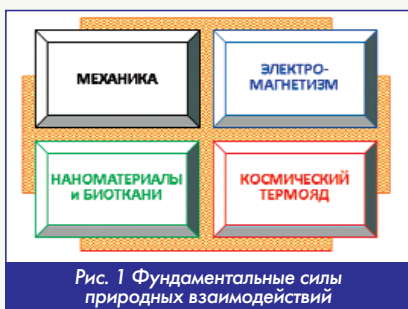 МЕХАНИКА
ЭЛЕКТРО-
МАГНЕТИЗМ
НАНОМАТЕРИАЛЫ
и БИОТКАНИ
КОСМИЧЕСКИЙ
ТЕРМОЯД
Рис. 1 Фундаментальные силы
природных взаимодействий